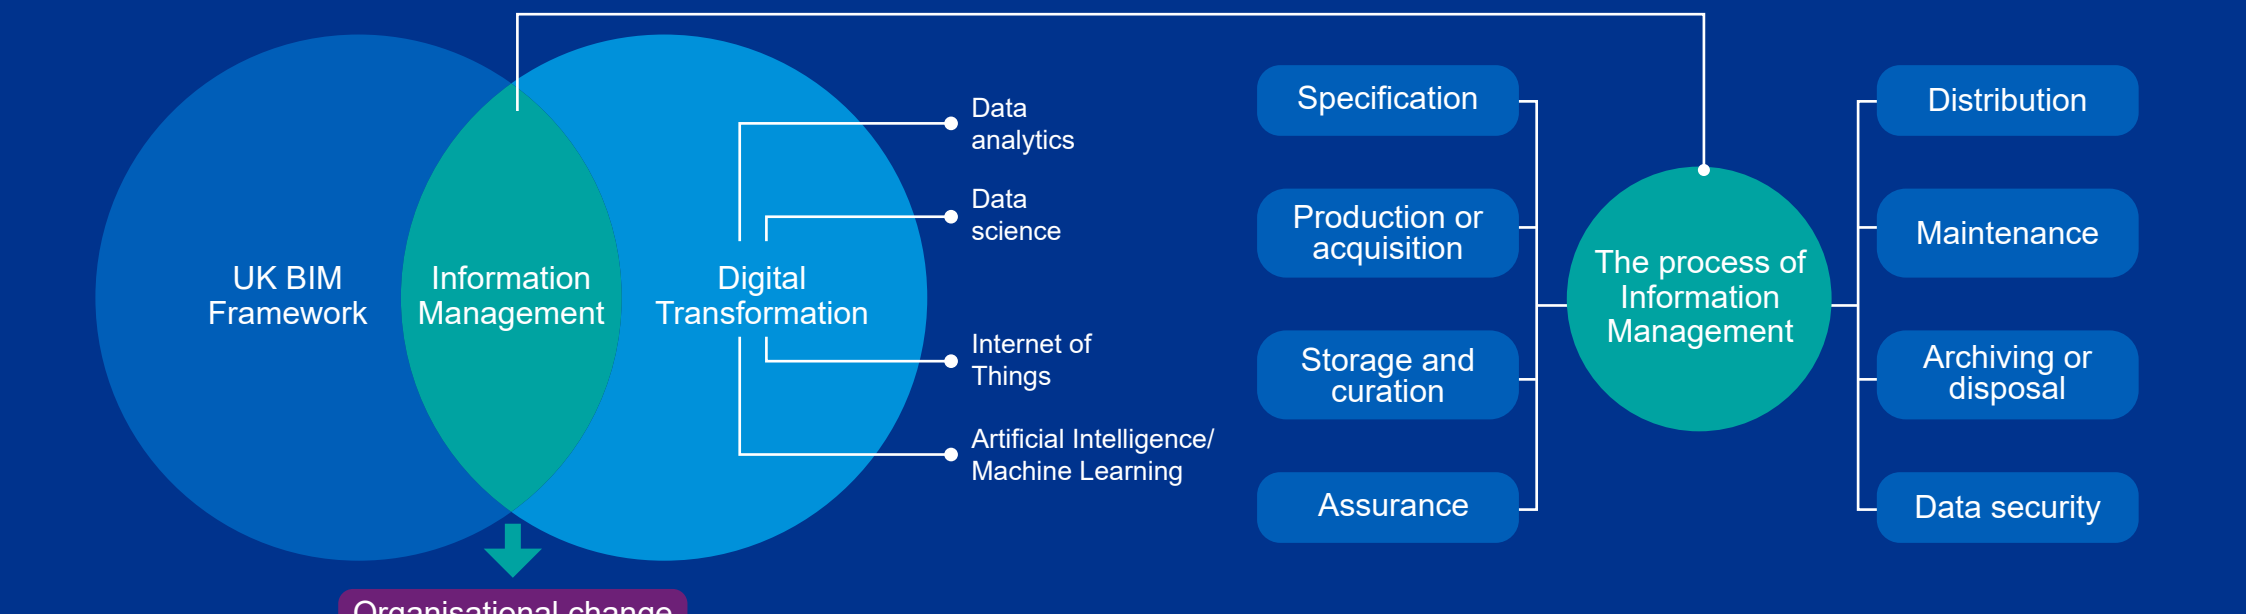 UK BIM
Framework
Information
Management
Digital
Transformation
Data
analytics
Data
science
Internet of
Things
Artificial Intelligence/
Machine Learning
Organisational change
Specification
Production or
acquisition
Storage and
curation
Assurance
The process of
Information
Management
Distribution
Maintenance
Archiving or
disposal
Data security